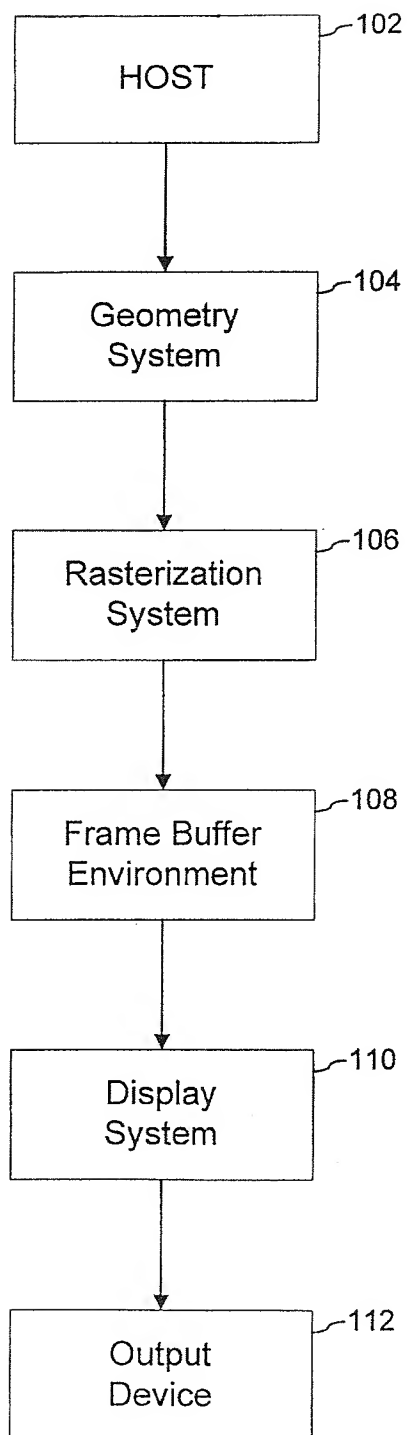 102
HOST
104
Geometry
System
106
Rasterization
System
108
Frame Buffer
Environment
110
Display
System
112
Output
Device